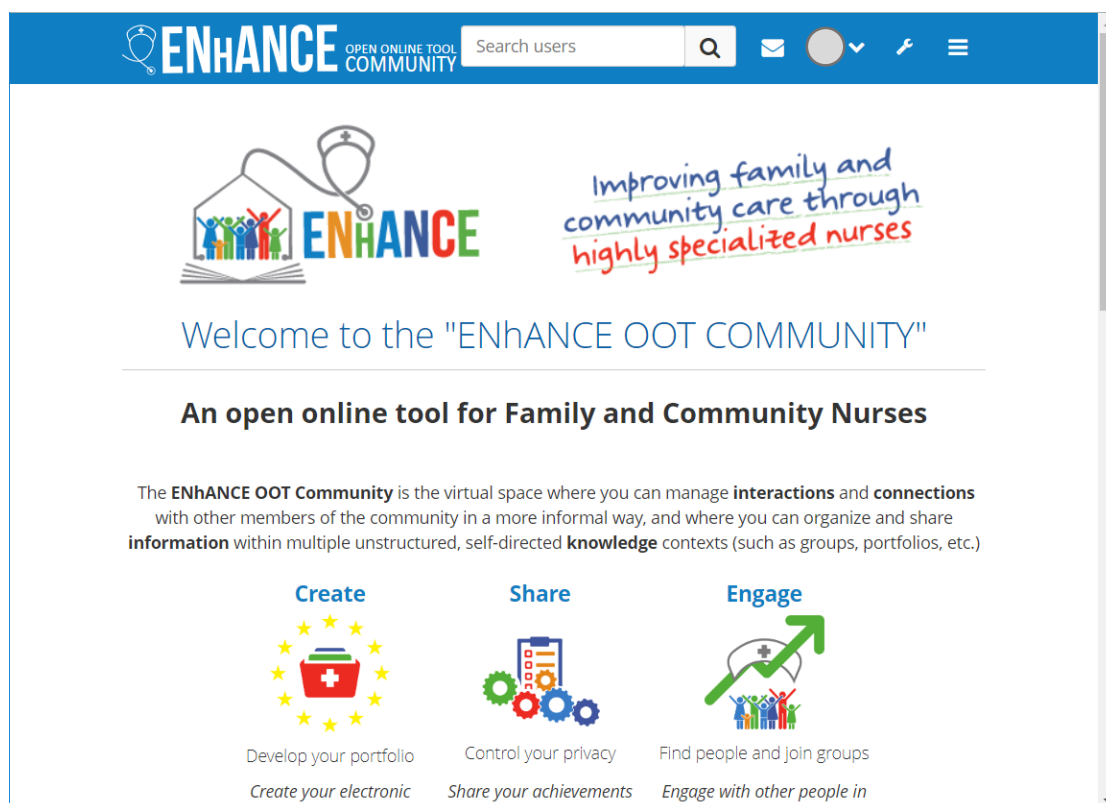 ENHANCE OPEN ONLINE TOOL COMMUNITY
Search users
ENHANCE
Improving family and
community care through
highly specialized nurses
Welcome to the "ENhANCE OOT COMMUNITY"
An open online tool for Family and Community Nurses
The ENhANCE OOT Community is the virtual space where you can manage interactions and connections
with other members of the community in a more informal way, and where you can organize and share
information within multiple unstructured, self-directed knowledge contexts (such as groups, portfolios, etc.)
Create
Share
Engage
Develop your portfolio
Control your privacy
Find people and join groups
Create your electronic
Share your achievements
Engage with other people in